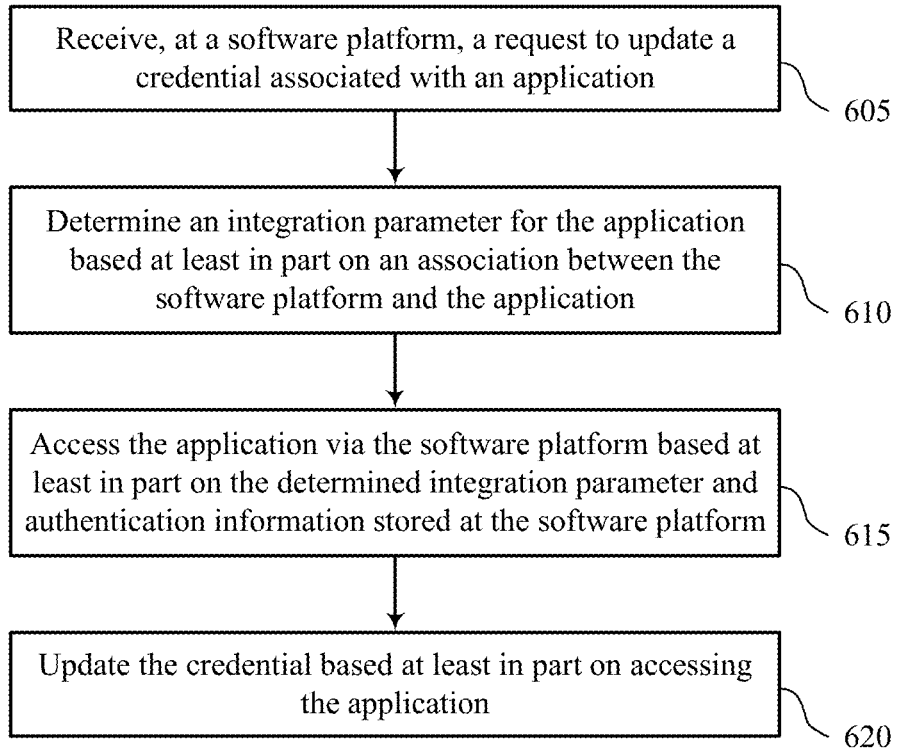 Receive, at a software platform, a request to update a
credential associated with an application
605
Determine an integration parameter for the application
based at least in part on an association between the
software platform and the application
610
Access the application via the software platform based at
least in part on the determined integration parameter and
authentication information stored at the software platform
615
Update the credential based at least in part on accessing
the application
620